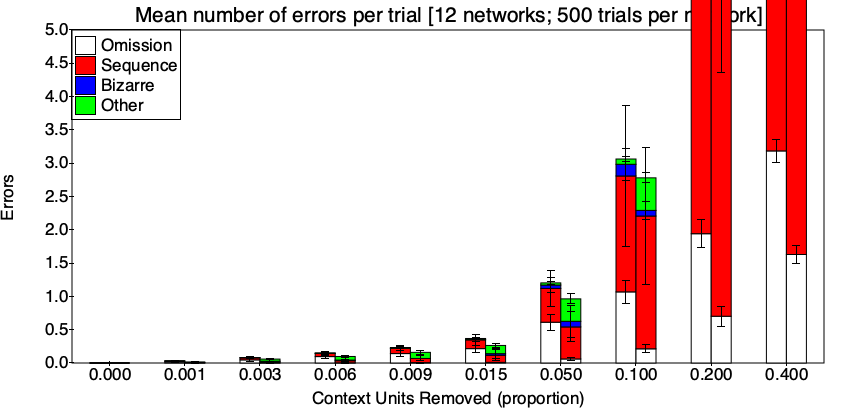 Mean number of errors per trial [12 networks; 500 trials per ork]
5.0
Omission
4.5
Sequence
Bizarre
4.0
Other
3.5
3.0
2.5
Errors
2.0
1.5
1.0
0.5
0.0
0.000 0.001 0.003 0.006 0.009 0.015 0.050 0.100 0.200 0.400
Context Units Removed (proportion)